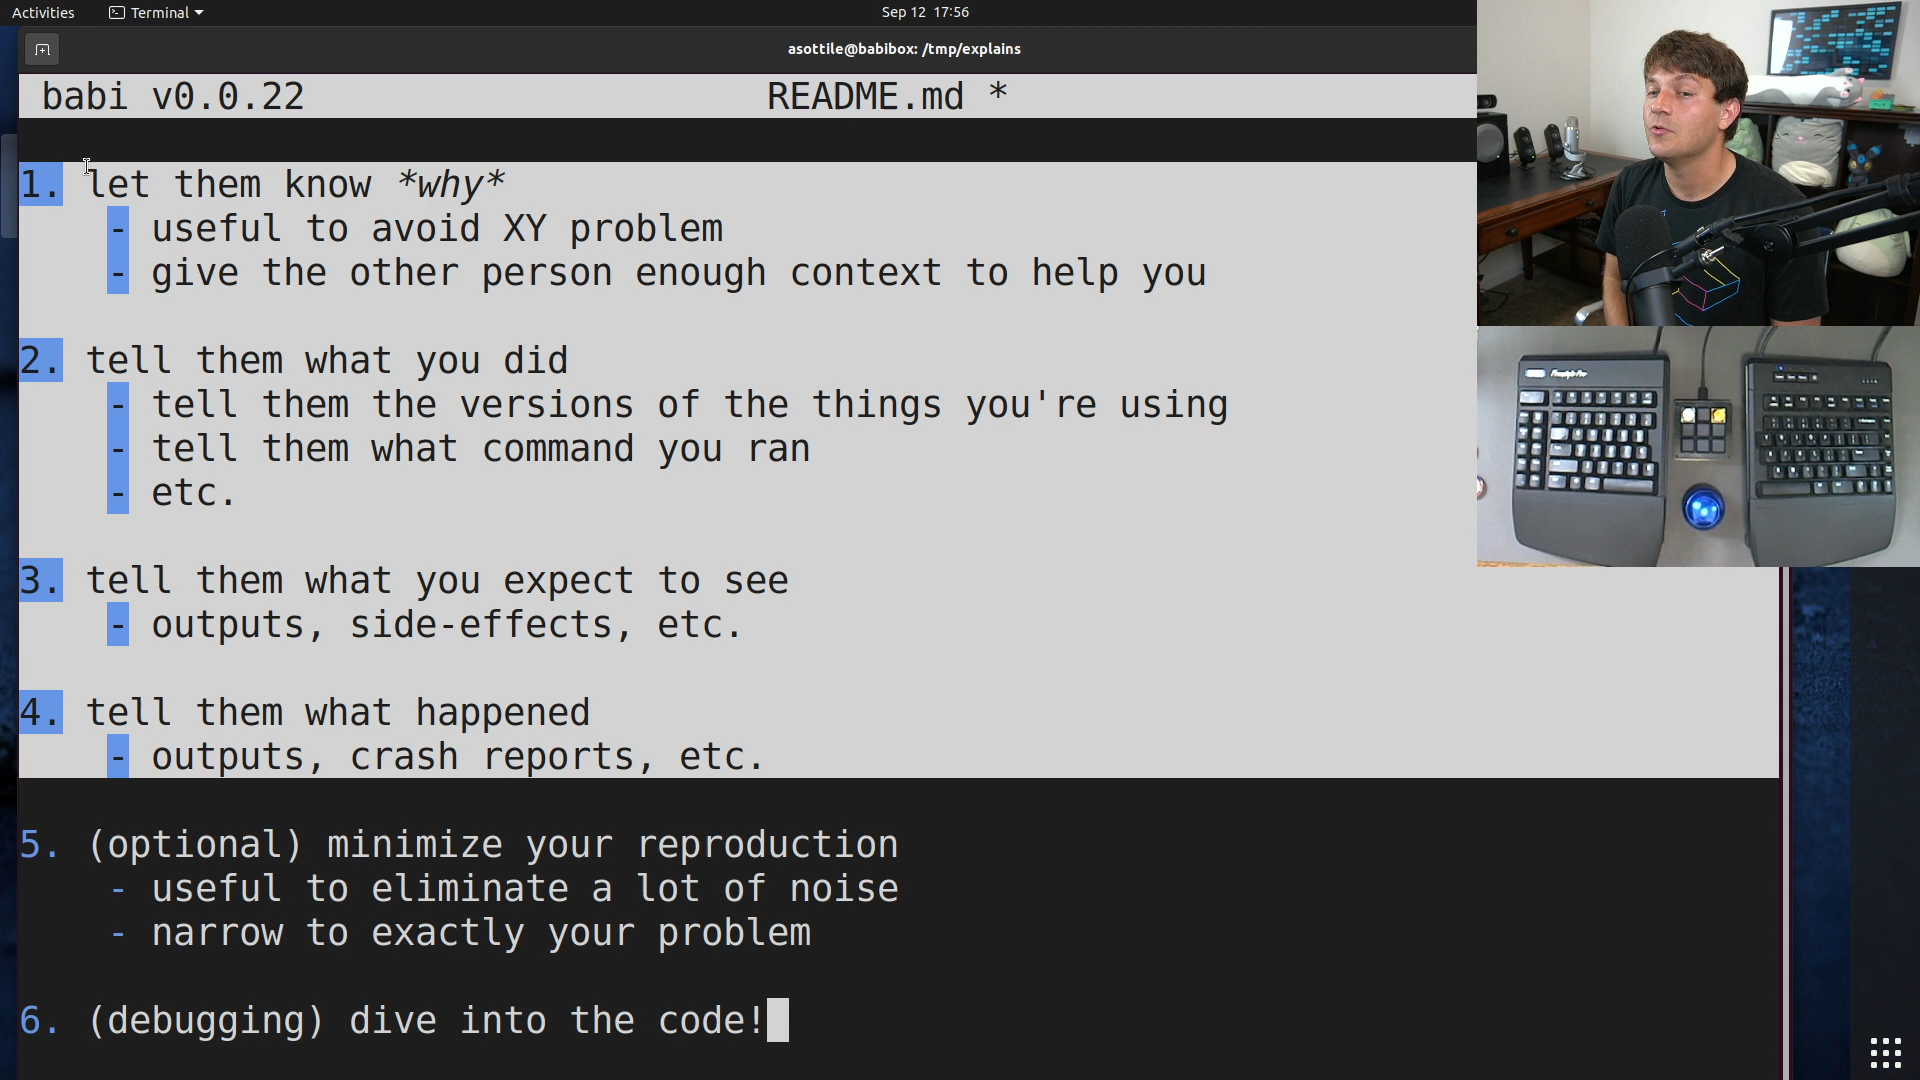 Activities
Terminal
Sep 12 17:56
asottile@babibox: /tmp/explains
babi v0.0.22
README.md *
1. let them know *why*
- useful to avoid XY problem
- give the other person enough context to help you
2. tell them what you did
- tell them the versions of the things you're using
- tell them what command you ran
- etc.
3. tell them what you expect to see
- outputs, side-effects, etc.
4. tell them what happened
- outputs, crash reports, etc.
5. (optional) minimize your reproduction
- useful to eliminate a lot of noise
- narrow to exactly your problem
6. (debugging) dive into the code!